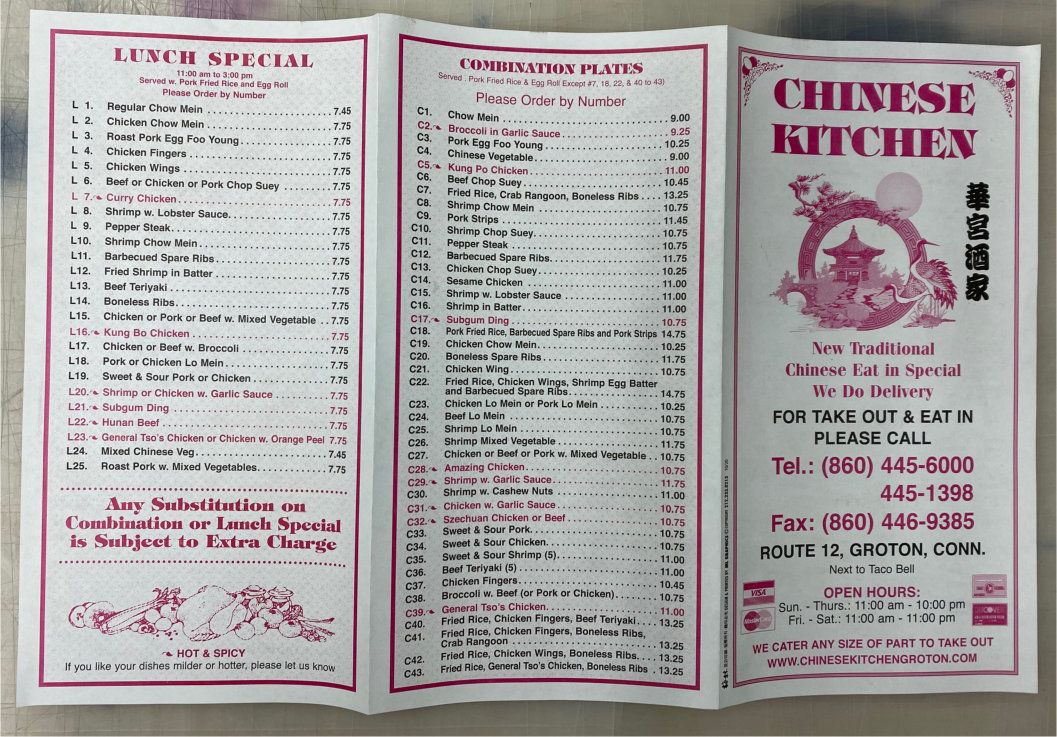 LUNCH SPECIAL
11:00 am to 3:00 pm
Served w. Pork Fried Rice and Egg Roll
Please Order by Number
L 1. Regular Chow Mein 7.45
L 2. Chicken Chow Mein 7.75
L 3. Roast Pork Egg Foo Young 7.75
L 4. Chicken Fingers 7.75
L 5. Chicken Wings 7.75
L 6. Beef or Chicken or Pork Chop Suey 7.75
L 7. Curry Chicken 7.75
L 8. Shrimp w. Lobster Sauce 7.75
L 9. Pepper Steak 7.75
L10. Shrimp Chow Mein 7.75
L11. Barbecued Spare Ribs 7.75
L12. Fried Shrimp in Batter 7.75
L13. Beef Teriyaki 7.75
L14. Boneless Ribs 7.75
L15. Chicken or Pork or Beef w. Mixed Vegetable 7.75
L16. Kung Bo Chicken 7.75
L17. Chicken or Beef w. Broccoli 7.75
L18. Pork or Chicken Lo Mein 7.75
L19. Sweet & Sour Pork or Chicken 7.75
L20. Shrimp or Chicken w. Garlic Sauce 7.75
L21. Subgum Ding 7.75
L22. Hunan Beef 7.75
L23. General Tso's Chicken or Chicken w. Orange Peel 7.75
L24. Mixed Chinese Veg 7.45
L25. Roast Pork w. Mixed Vegetables 7.75
Any Substitution on
Combination or Lunch Special
is Subject to Extra Charge
HOT & SPICY
If you like your dishes milder or hotter, please let us know
COMBINATION PLATES
Served . Pork Fried Rice & Egg Roll Except #7, 18, 22, & 40 to 43)
Please Order by Number
C1. Chow Mein 9.00
C2. Broccoli in Garlic Sauce 9.25
C3. Pork Egg Foo Young 10.25
C4. Chinese Vegetable 9.00
C5. Kung Po Chicken 11.00
C6. Beef Chop Suey 10.45
C7. Fried Rice, Crab Rangoon, Boneless Ribs 13.25
C8. Shrimp Chow Mein 10.75
C9. Pork Strips 11.45
C10. Shrimp Chop Suey 10.75
C11. Pepper Steak 10.75
C12. Barbecued Spare Ribs 11.75
C13. Chicken Chop Suey 10.25
C14. Sesame Chicken 11.00
C15. Shrimp w. Lobster Sauce 11.00
C16. Shrimp in Batter 11.00
C17. Subgum Ding 10.75
C18. Pork Fried Rice, Barbecued Spare Ribs and Pork Strips 14.75
C19. Chicken Chow Mein 10.25
C20. Boneless Spare Ribs 11.75
C21. Chicken Wing 10.75
C22. Fried Rice, Chicken Wings, Shrimp Egg Batter
and Barbecued Spare Ribs 14.75
C23. Chicken Lo Mein or Pork Lo Mein 10.25
C24. Beef Lo Mein 10.75
C25. Shrimp Lo Mein 10.75
C26. Shrimp Mixed Vegetable 11.75
C27. Chicken or Beef or Pork w. Mixed Vegetable 10.75
C28. Amazing Chicken 10.75
C29. Shrimp w. Garlic Sauce 11.75
C30. Shrimp w. Cashew Nuts 11.00
C31. Chicken w. Garlic Sauce 10.75
C32. Szechuan Chicken or Beef 10.75
C33. Sweet & Sour Pork 10.75
C34. Sweet & Sour Chicken 10.75
C35. Sweet & Sour Shrimp (5) 11.00
C36. Beef Teriyaki (5) 11.00
C37. Chicken Fingers 10.45
C38. Broccoli w. Beef (or Pork or Chicken) 10.75
C39. General Tso's Chicken 11.00
C40. Fried Rice, Chicken Fingers, Beef Teriyaki 13.25
C41. Fried Rice, Chicken Fingers, Boneless Ribs,
Crab Rangoon 13.25
C42. Fried Rice, Chicken Wings, Boneless Ribs 13.25
C43. Fried Rice, General Tso's Chicken, Boneless Ribs 13.25
CHINESE
KITCHEN
華宮酒家
New Traditional
Chinese Eat in Special
We Do Delivery
FOR TAKE OUT & EAT IN
PLEASE CALL
Tel.: (860) 445-6000
445-1398
Fax: (860) 446-9385
ROUTE 12, GROTON, CONN.
Next to Taco Bell
OPEN HOURS:
Sun. - Thurs.: 11:00 am - 10:00 pm
Fri. - Sat.: 11:00 am - 11:00 pm
VISA
MasterCard
DISCOVER
WE CATER ANY SIZE OF PART TO TAKE OUT
WWW.CHINESEKITCHENGROTON.COM